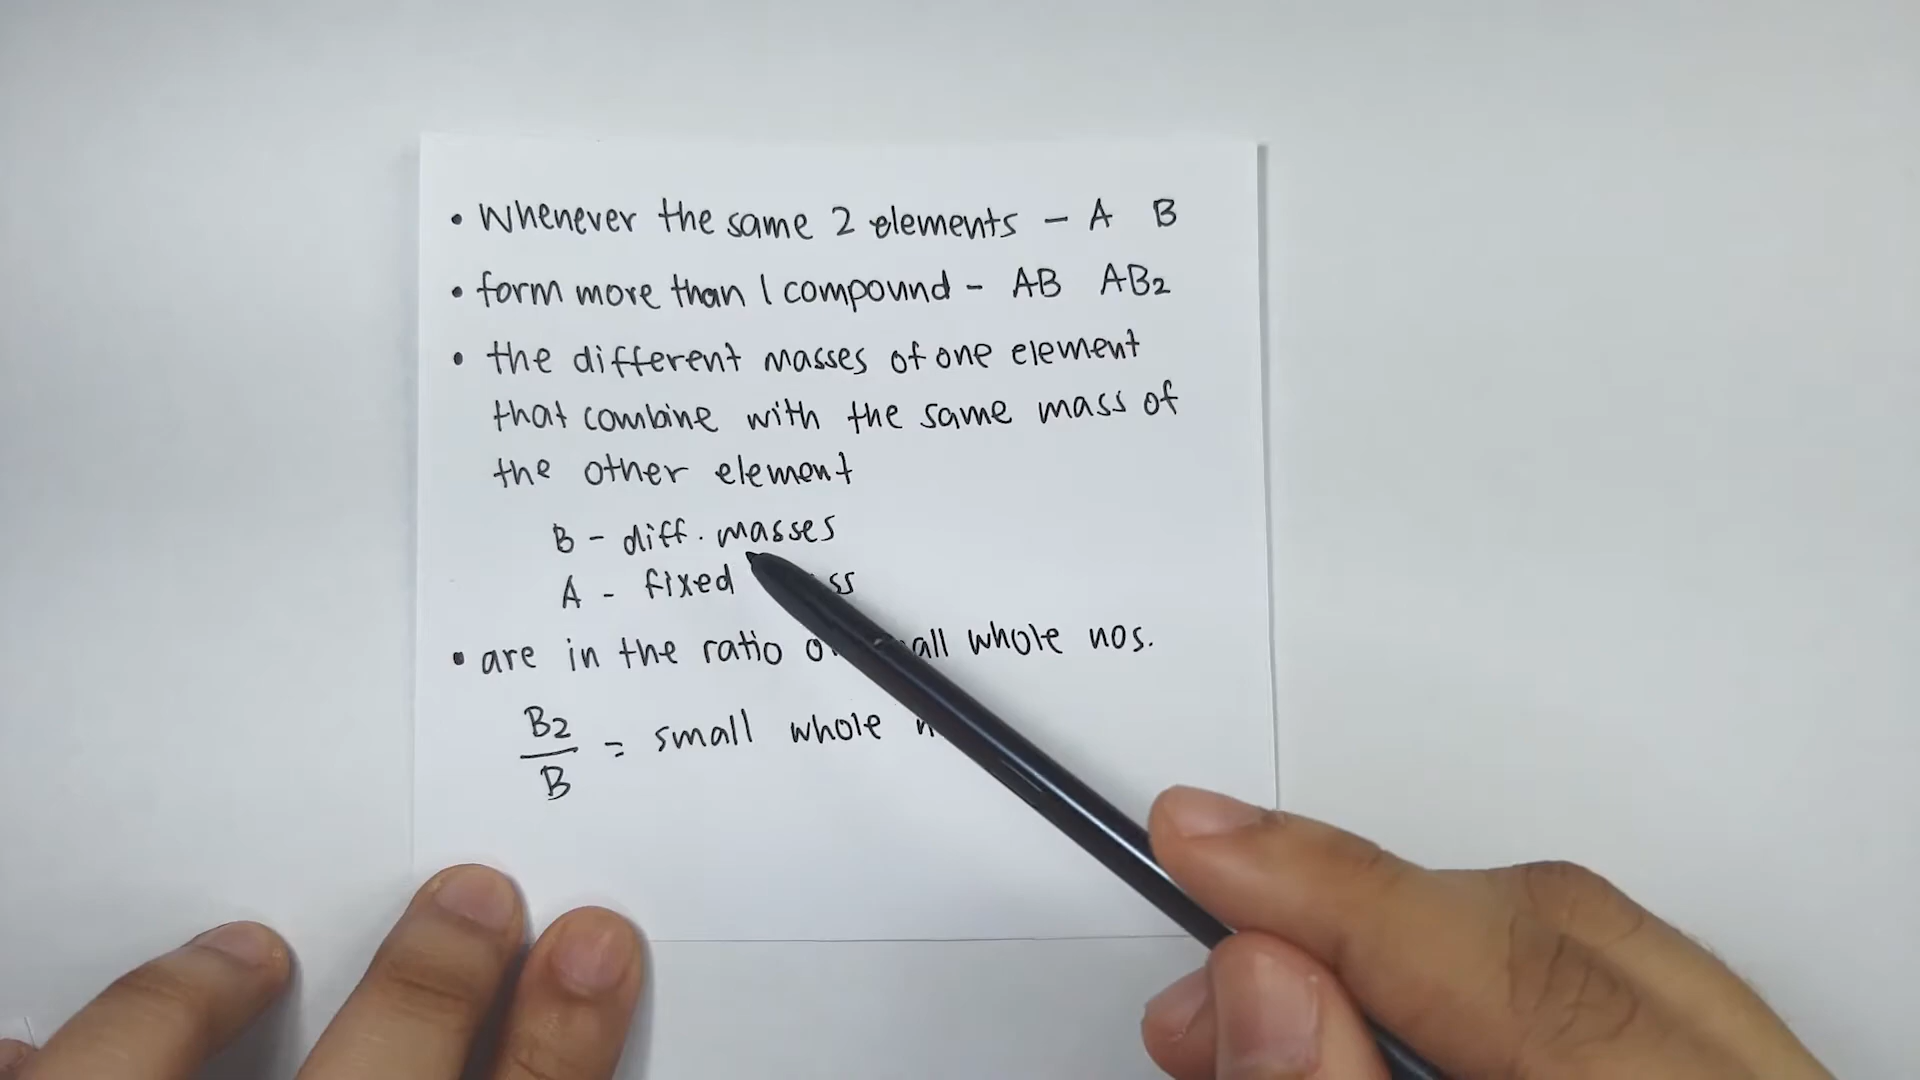 • Whenever the same 2 elements - A B
• form more than 1 compound - AB AB₂
• the different masses of one element
that combine with the same mass of
the other element
B - diff. masses
A - fixed
• are in the ratio whole nos.
B₂/B = small whole